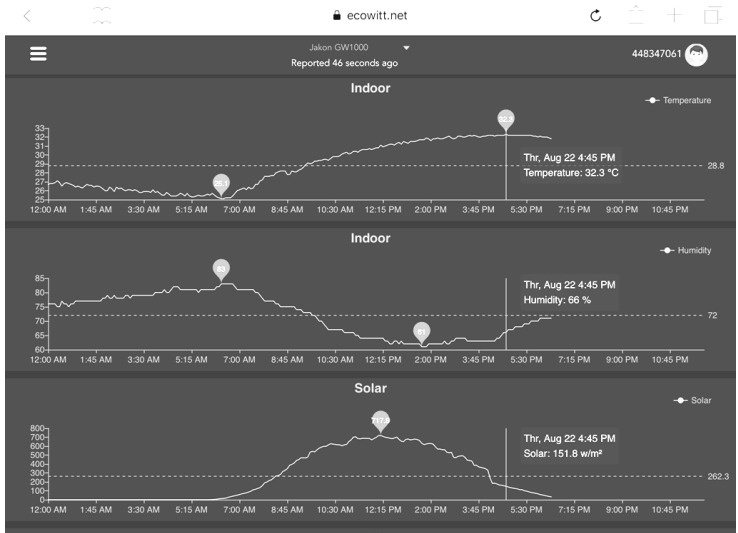 ecowitt.net
Jakon GW1000
Reported 46 seconds ago
448347061
Indoor
Temperature
33
32
31
30
29
28
27
26
25
32.3
25.1
28.8
Thr, Aug 22 4:45 PM
Temperature: 32.3 °C
12:00 AM 1:45 AM 3:30 AM 5:15 AM 7:00 AM 8:45 AM 10:30 AM 12:15 PM 2:00 PM 3:45 PM 5:30 PM 7:15 PM 9:00 PM 10:45 PM
Indoor
Humidity
85
80
75
70
65
60
83
61
72
Thr, Aug 22 4:45 PM
Humidity: 66 %
12:00 AM 1:45 AM 3:30 AM 5:15 AM 7:00 AM 8:45 AM 10:30 AM 12:15 PM 2:00 PM 3:45 PM 5:30 PM 7:15 PM 9:00 PM 10:45 PM
Solar
Solar
800
700
600
500
400
300
200
100
0
717.9
262.3
Thr, Aug 22 4:45 PM
Solar: 151.8 w/m²
12:00 AM 1:45 AM 3:30 AM 5:15 AM 7:00 AM 8:45 AM 10:30 AM 12:15 PM 2:00 PM 3:45 PM 5:30 PM 7:15 PM 9:00 PM 10:45 PM